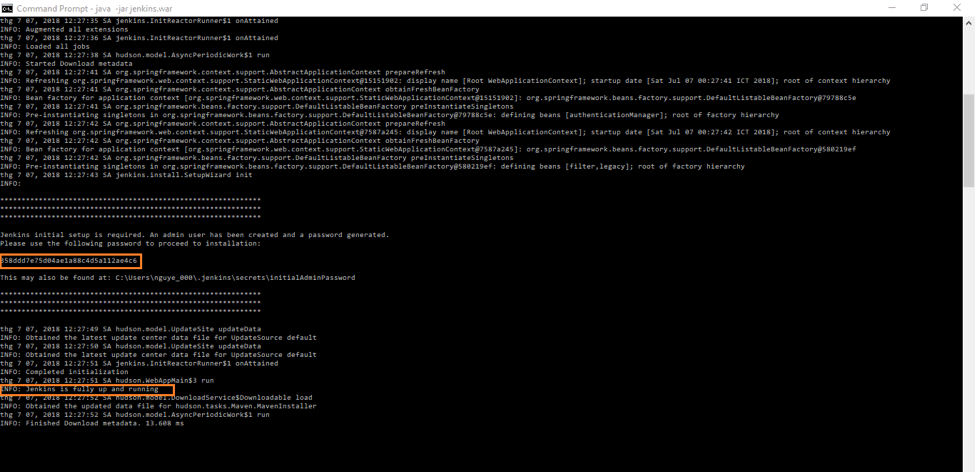 Command Prompt - java -jar jenkins.war
thg 7 07, 2018 12:27:35 SA jenkins.InitReactorRunner$1 onAttained
INFO: Augmented all extensions
thg 7 07, 2018 12:27:36 SA jenkins.InitReactorRunner$1 onAttained
INFO: Loaded all jobs
thg 7 07, 2018 12:27:38 SA hudson.model.AsyncPeriodicWork$1 run
INFO: Started Download metadata
thg 7 07, 2018 12:27:41 SA org.springframework.context.support.AbstractApplicationContext prepareRefresh
INFO: Refreshing org.springframework.web.context.support.StaticWebApplicationContext@15151902: display name [Root WebApplicationContext]; startup date [Sat Jul 07 00:27:41 ICT 2018]; root of context hierarchy
thg 7 07, 2018 12:27:41 SA org.springframework.context.support.AbstractApplicationContext obtainFreshBeanFactory
INFO: Bean factory for application context [org.springframework.web.context.support.StaticWebApplicationContext@15151902]: org.springframework.beans.factory.support.DefaultListableBeanFactory@79788c5e
thg 7 07, 2018 12:27:41 SA org.springframework.beans.factory.support.DefaultListableBeanFactory preInstantiateSingletons
INFO: Pre-instantiating singletons in org.springframework.beans.factory.support.DefaultListableBeanFactory@79788c5e: defining beans [authenticationManager]; root of factory hierarchy
thg 7 07, 2018 12:27:42 SA org.springframework.context.support.AbstractApplicationContext prepareRefresh
INFO: Refreshing org.springframework.web.context.support.StaticWebApplicationContext@7587a245: display name [Root WebApplicationContext]; startup date [Sat Jul 07 00:27:42 ICT 2018]; root of context hierarchy
thg 7 07, 2018 12:27:42 SA org.springframework.context.support.AbstractApplicationContext obtainFreshBeanFactory
INFO: Bean factory for application context [org.springframework.web.context.support.StaticWebApplicationContext@7587a245]: org.springframework.beans.factory.support.DefaultListableBeanFactory@580219ef
thg 7 07, 2018 12:27:42 SA org.springframework.beans.factory.support.DefaultListableBeanFactory preInstantiateSingletons
INFO: Pre-instantiating singletons in org.springframework.beans.factory.support.DefaultListableBeanFactory@580219ef: defining beans [filter,legacy]; root of factory hierarchy
thg 7 07, 2018 12:27:43 SA jenkins.install.SetupWizard init
INFO:
*************************************************************
*************************************************************
*************************************************************
Jenkins initial setup is required. An admin user has been created and a password generated.
Please use the following password to proceed to installation:
358ddd7e75d04ae1a88c4d5a112ae4c6
This may also be found at: C:\Users\nguye_000\.jenkins\secrets\initialAdminPassword
*************************************************************
*************************************************************
*************************************************************
thg 7 07, 2018 12:27:49 SA hudson.model.UpdateSite updateData
INFO: Obtained the latest update center data file for UpdateSource default
thg 7 07, 2018 12:27:50 SA hudson.model.UpdateSite updateData
INFO: Obtained the latest update center data file for UpdateSource default
thg 7 07, 2018 12:27:51 SA jenkins.InitReactorRunner$1 onAttained
INFO: Completed initialization
thg 7 07, 2018 12:27:51 SA hudson.WebAppMain$3 run
INFO: Jenkins is fully up and running
thg 7 07, 2018 12:27:52 SA hudson.model.DownloadService$Downloadable load
INFO: Obtained the updated data file for hudson.tasks.Maven.MavenInstaller
thg 7 07, 2018 12:27:52 SA hudson.model.AsyncPeriodicWork$1 run
INFO: Finished Download metadata. 13.608 ms